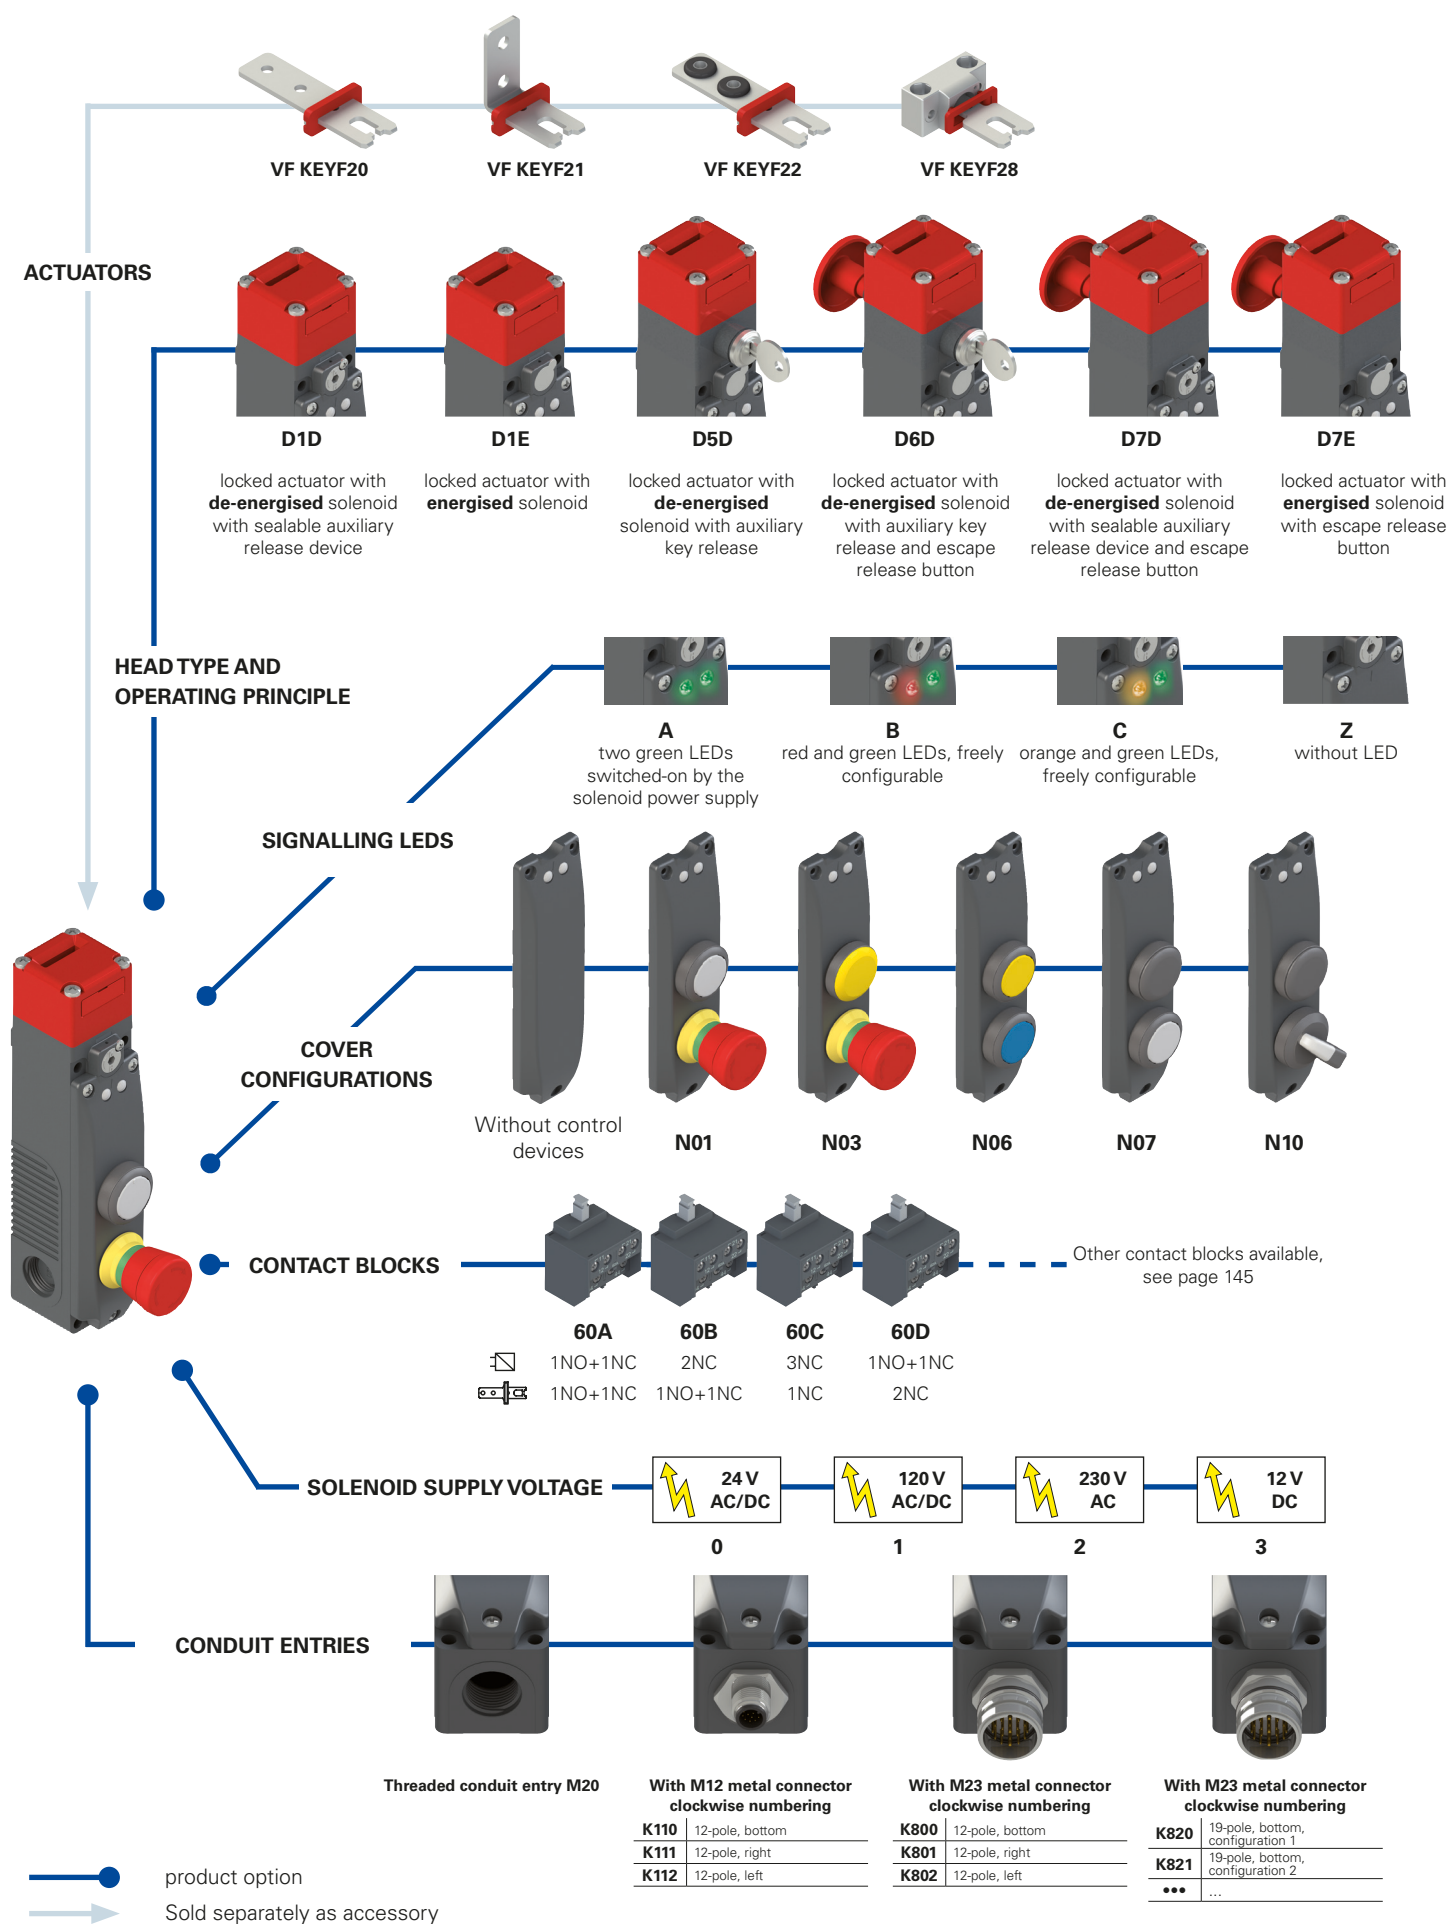 VF KEYF20
VF KEYF21
VF KEYF22
VF KEYF28
ACTUATORS
D1D
locked actuator with
de-energised solenoid
with sealable auxiliary
release device
D1E
locked actuator with
energised solenoid
D5D
locked actuator with
de-energised
solenoid with auxiliary
key release
D6D
locked actuator with
de-energised solenoid
with auxiliary key
release and escape
release button
D7D
locked actuator with
de-energised solenoid
with sealable auxiliary
release device and escape
release button
D7E
locked actuator with
energised solenoid
with escape release
button
HEAD TYPE AND
OPERATING PRINCIPLE
A
two green LEDs
switched-on by the
solenoid power supply
B
red and green LEDs, freely
configurable
C
orange and green LEDs,
freely configurable
Z
without LED
SIGNALLING LEDS
COVER
CONFIGURATIONS
Without control
devices
N01
N03
N06
N07
N10
CONTACT BLOCKS
Other contact blocks available,
see page 145
60A
60B
60C
60D
1NO+1NC
2NC
3NC
1NO+1NC
1NO+1NC
1NO+1NC
1NC
2NC
SOLENOID SUPPLY VOLTAGE
24 V
AC/DC
0
120 V
AC/DC
1
230 V
AC
2
12 V
DC
3
CONDUIT ENTRIES
Threaded conduit entry M20
With M12 metal connector
clockwise numbering
K110 12-pole, bottom
K111 12-pole, right
K112 12-pole, left
With M23 metal connector
clockwise numbering
K800 12-pole, bottom
K801 12-pole, right
K802 12-pole, left
With M23 metal connector
clockwise numbering
K820 19-pole, bottom,
configuration 1
K821 19-pole, bottom,
configuration 2
••• ...
product option
Sold separately as accessory